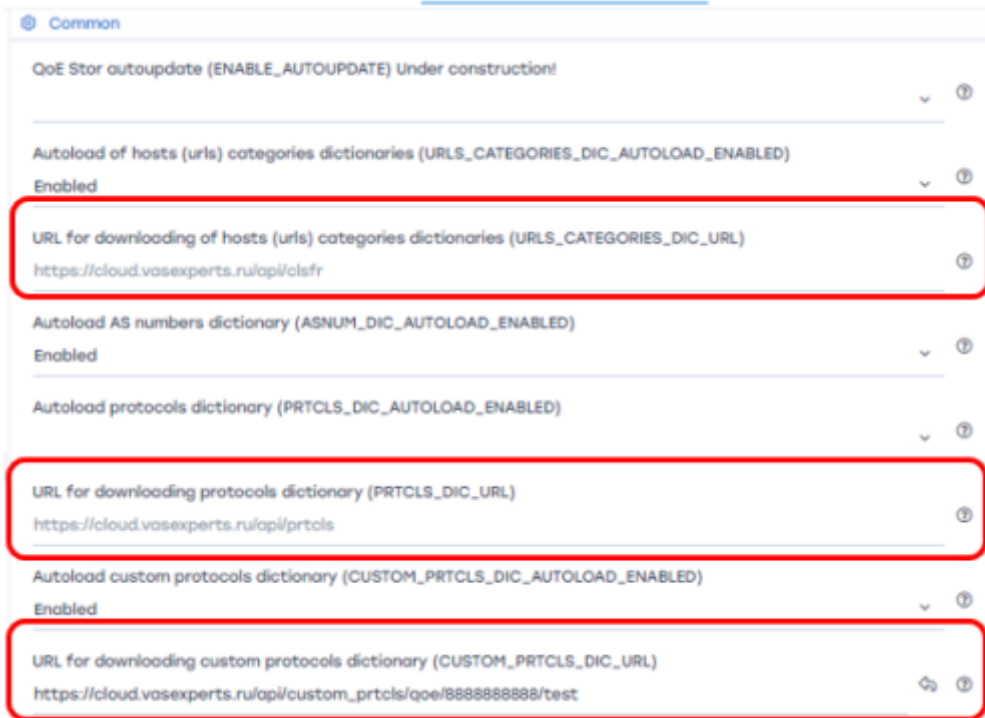 Common
QoE Stor autoupdate (ENABLE_AUTOUPDATE) Under construction!
Autoload of hosts (urls) categories dictionaries (URLS_CATEGORIES_DIC_AUTOLOAD_ENABLED)
Enabled
URL for downloading of hosts (urls) categories dictionaries (URLS_CATEGORIES_DIC_URL)
https://cloud.vasexperts.ru/api/clsfr
Autoload AS numbers dictionary (ASNUM_DIC_AUTOLOAD_ENABLED)
Enabled
Autoload protocols dictionary (PRTCLS_DIC_AUTOLOAD_ENABLED)
URL for downloading protocols dictionary (PRTCLS_DIC_URL)
https://cloud.vasexperts.ru/api/prtcls
Autoload custom protocols dictionary (CUSTOM_PRTCLS_DIC_AUTOLOAD_ENABLED)
Enabled
URL for downloading custom protocols dictionary (CUSTOM_PRTCLS_DIC_URL)
https://cloud.vasexperts.ru/api/custom_prtcls/qoe/8888888888/test